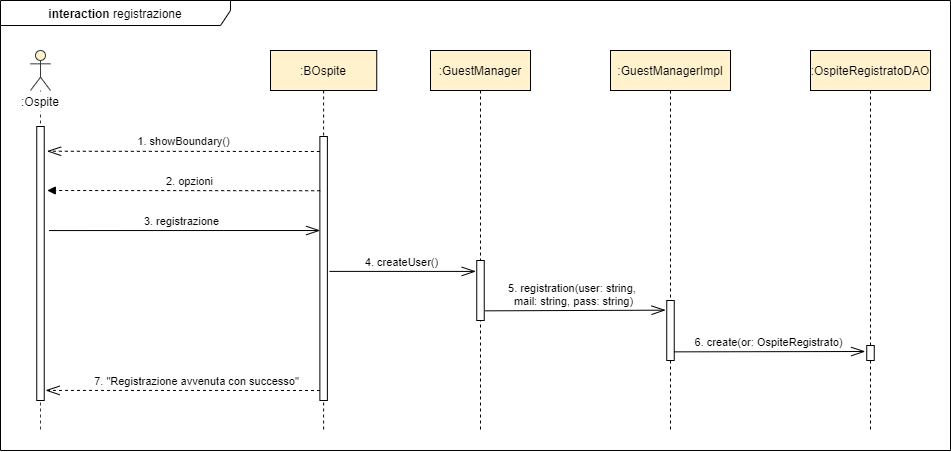 interaction registrazione
:Ospite
:BOspite
:GuestManager
:GuestManagerImpl
:OspiteRegistratoDAO
1. showBoundary()
2. opzioni
3. registrazione
4. createUser()
5. registration(user: string,
mail: string, pass: string)
6. create(or: OspiteRegistrato)
7. "Registrazione avvenuta con successo"